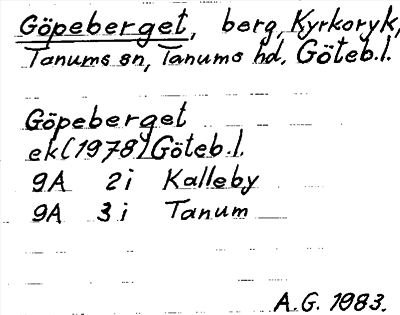 Göpeberget, berg, Kyrkoryk,
Tanums sn, Tanums hd, Göteb.l.
Göpeberget
ek(1978)Göteb.l.
9A 2i Kalleby
9A 3i Tanum
A.G. 1983.